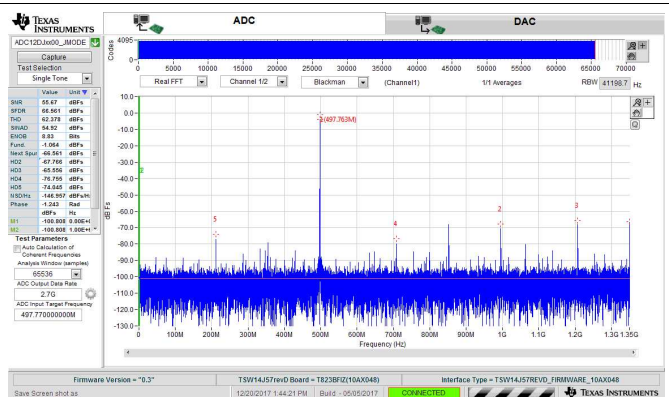 TEXAS INSTRUMENTS
ADC
DAC
ADC12DJxx00_JMODE
Capture
Test Selection
Single Tone
Value Unit
SNR 55.67 dBFs
SFDR 66.561 dBFs
THD 62.378 dBFs
SINAD 54.92 dBFs
ENOB 8.83 Bits
Fund. -1.064 dBFs
Next Spur -66.561 dBFs
HD2 -67.766 dBFs
HD3 -65.556 dBFs
HD4 -76.755 dBFs
HD5 -74.045 dBFs
NSD/Hz -146.957 dBFs/H
Phase -1.243 Rad
dBFs Hz
M1 -100.808 0.00E+
M2 -100.808 1.00E+
Test Parameters
Auto Calculation of
Coherent Frequencies
Analysis Window (samples)
65536
ADC Output Data Rate
2.7G
ADC Input Target Frequency
497.770000000M
Codes
4095
0
0 5000 10000 15000 20000 25000 30000 35000 40000 45000 50000 55000 60000 65000 70000
Real FFT Channel 1/2 Blackman (Channel1) 1/1 Averages RBW 41198.7 Hz
10.0
0.0
-10.0
-20.0
-30.0
-40.0
-50.0
-60.0
-70.0
-80.0
-90.0
-100.0
-110.0
-120.0
-130.0
dBFs
(497.763M)
2
5
4
2
3
0 100M 200M 300M 400M 500M 600M 700M 800M 900M 1G 1.1G 1.2G 1.3G 1.35G
Frequency (Hz)
Firmware Version = "0.3" TSW14J57revD Board = T823BFIZ(10AX048) Interface Type = TSW14J57REVD_FIRMWARE_10AX048
Save Screen shot as 12/20/2017 1:44:21 PM Build - 05/05/2017 CONNECTED TEXAS INSTRUMENTS